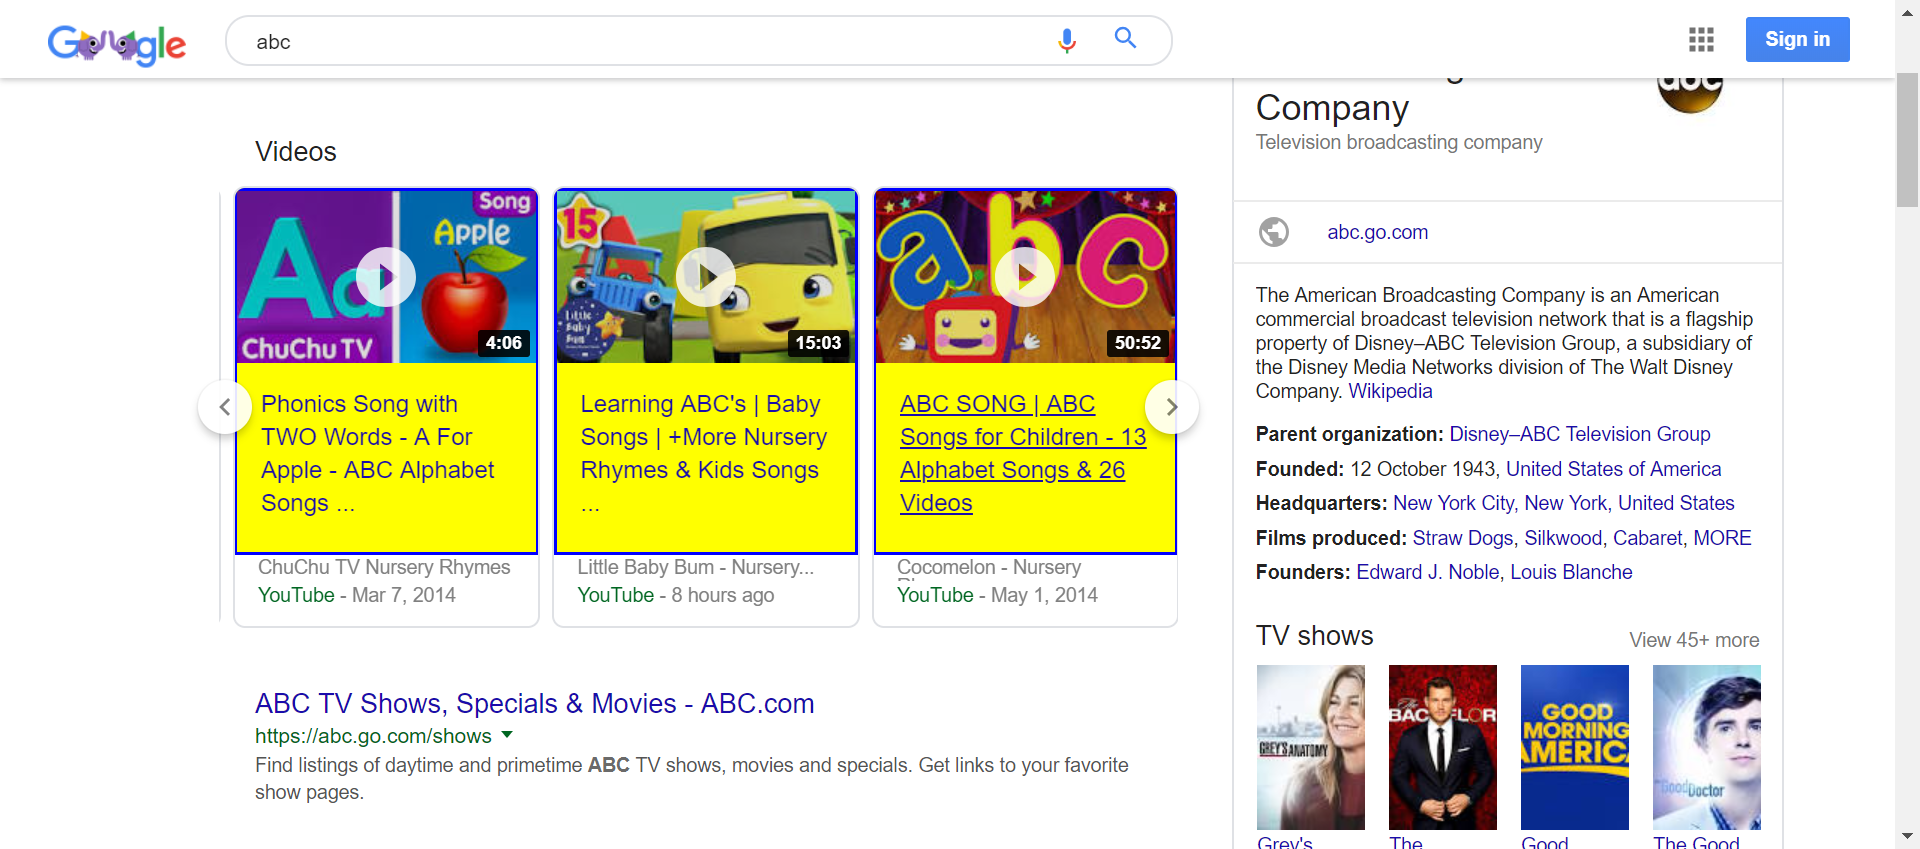 Google
abc
Sign in
Company
Television broadcasting company
abc.go.com
The American Broadcasting Company is an American
commercial broadcast television network that is a flagship
property of Disney–ABC Television Group, a subsidiary of
the Disney Media Networks division of The Walt Disney
Company. Wikipedia
Parent organization: Disney–ABC Television Group
Founded: 12 October 1943, United States of America
Headquarters: New York City, New York, United States
Films produced: Straw Dogs, Silkwood, Cabaret, MORE
Founders: Edward J. Noble, Louis Blanche
TV shows
View 45+ more
GREY'S ANATOMY
The
BACHELOR
GOOD
MORNING
AMERICA
The Good Doctor
Grey's
The
Good
The Good
Videos
Song
Aa
Apple
ChuChu TV
4:06
Phonics Song with
TWO Words - A For
Apple - ABC Alphabet
Songs ...
ChuChu TV Nursery Rhymes
YouTube - Mar 7, 2014
15
Little
Baby
Bum
15:03
Learning ABC's | Baby
Songs | +More Nursery
Rhymes & Kids Songs
...
Little Baby Bum - Nursery...
YouTube - 8 hours ago
abc
50:52
ABC SONG | ABC
Songs for Children - 13
Alphabet Songs & 26
Videos
Cocomelon - Nursery
YouTube - May 1, 2014
ABC TV Shows, Specials & Movies - ABC.com
https://abc.go.com/shows
Find listings of daytime and primetime ABC TV shows, movies and specials. Get links to your favorite
show pages.